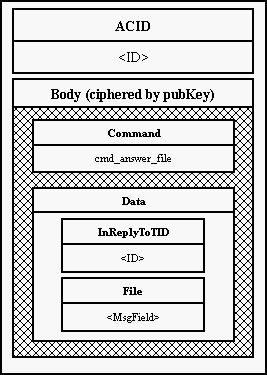 ACID
<ID>
Body (ciphered by pubKey)
Command
cmd_answer_file
Data
InReplyToTID
<ID>
File
<MsgField>